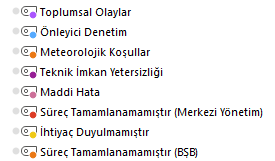 Toplumsal Olaylar
Önleyici Denetim
Meteorolojik Koşullar
Teknik İmkan Yetersizliği
Maddi Hata
Süreç Tamamlanamamıştır (Merkezi Yönetim)
İhtiyaç Duyulmamıştır
Süreç Tamamlanamamıştır (BŞB)